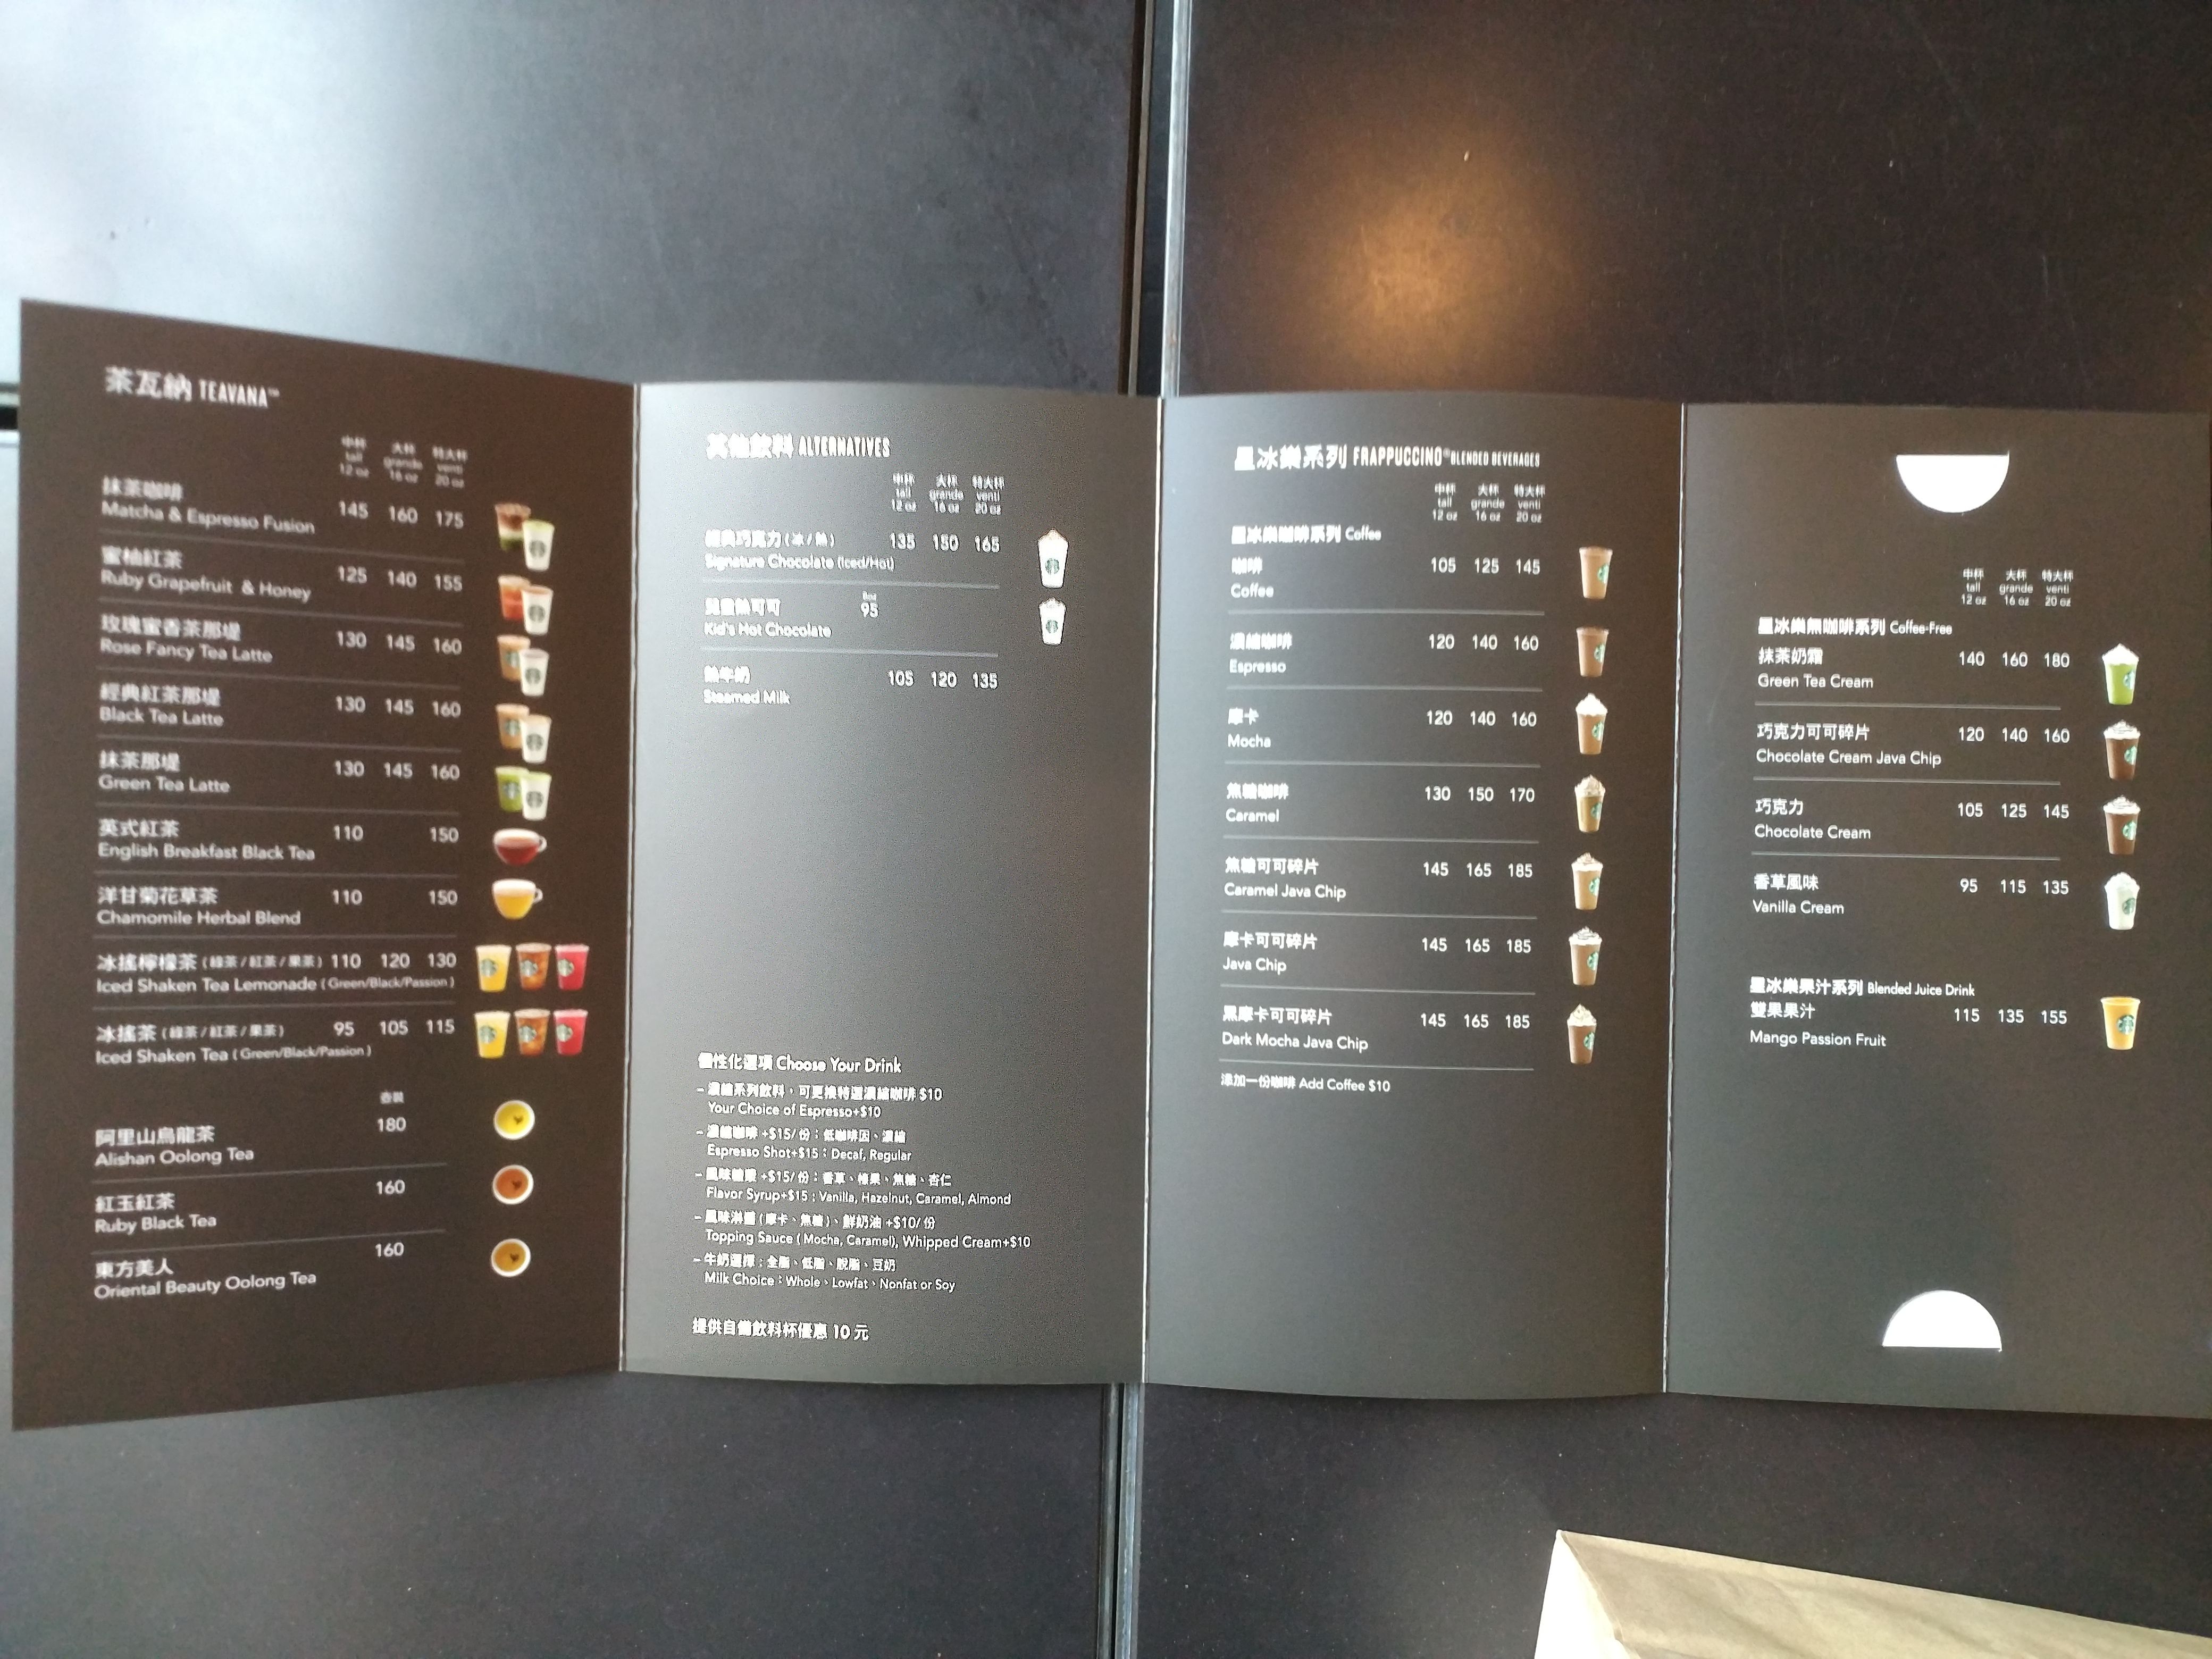 茶瓦納 TEAVANA™
中杯 大杯 特大杯
tall grande venti
12 oz 16 oz 20 oz
抹茶咖啡 145 160 175
Matcha & Espresso Fusion
蜜柚紅茶 125 140 155
Ruby Grapefruit & Honey
玫瑰蜜香茶那堤 130 145 160
Rose Fancy Tea Latte
經典紅茶那堤 130 145 160
Black Tea Latte
抹茶那堤 130 145 160
Green Tea Latte
英式紅茶 110 150
English Breakfast Black Tea
洋甘菊花草茶 110 150
Chamomile Herbal Blend
冰搖檸檬茶 (綠茶/紅茶/果茶) 110 120 130
Iced Shaken Tea Lemonade (Green/Black/Passion)
冰搖茶 (綠茶/紅茶/果茶) 95 105 115
Iced Shaken Tea (Green/Black/Passion)
壺裝
阿里山烏龍茶 180
Alishan Oolong Tea
紅玉紅茶 160
Ruby Black Tea
東方美人 160
Oriental Beauty Oolong Tea
其他飲料 ALTERNATIVES
中杯 大杯 特大杯
tall grande venti
12 oz 16 oz 20 oz
經典巧克力 (冰/熱) 135 150 165
Signature Chocolate (Iced/Hot)
8oz
兒童熱可可 95
Kid's Hot Chocolate
熱牛奶 105 120 135
Steamed Milk
個性化選項 Choose Your Drink
– 濃縮系列飲料，可更換特選濃縮咖啡 $10
Your Choice of Espresso+$10
– 濃縮咖啡 +$15/份：低咖啡因、濃縮
Espresso Shot+$15：Decaf, Regular
– 風味糖漿 +$15/份：香草、榛果、焦糖、杏仁
Flavor Syrup+$15：Vanilla, Hazelnut, Caramel, Almond
– 風味淋醬 (摩卡、焦糖)、鮮奶油 +$10/份
Topping Sauce ( Mocha, Caramel), Whipped Cream+$10
– 牛奶選擇：全脂、低脂、脫脂、豆奶
Milk Choice：Whole、Lowfat、Nonfat or Soy
提供自備飲料杯優惠 10 元
星冰樂系列 FRAPPUCCINO® BLENDED BEVERAGES
中杯 大杯 特大杯
tall grande venti
12 oz 16 oz 20 oz
星冰樂咖啡系列 Coffee
咖啡 105 125 145
Coffee
濃縮咖啡 120 140 160
Espresso
摩卡 120 140 160
Mocha
焦糖咖啡 130 150 170
Caramel
焦糖可可碎片 145 165 185
Caramel Java Chip
摩卡可可碎片 145 165 185
Java Chip
黑摩卡可可碎片 145 165 185
Dark Mocha Java Chip
添加一份咖啡 Add Coffee $10
中杯 大杯 特大杯
tall grande venti
12 oz 16 oz 20 oz
星冰樂無咖啡系列 Coffee-Free
抹茶奶霜 140 160 180
Green Tea Cream
巧克力可可碎片 120 140 160
Chocolate Cream Java Chip
巧克力 105 125 145
Chocolate Cream
香草風味 95 115 135
Vanilla Cream
星冰樂果汁系列 Blended Juice Drink
雙果果汁 115 135 155
Mango Passion Fruit